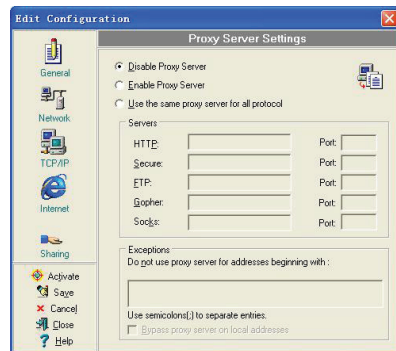 Edit Configuration
General
Network
TCP/IP
Internet
Sharing
Activate
Save
Cancel
Close
Help
Proxy Server Settings
Disable Proxy Server
Enable Proxy Server
Use the same proxy server for all protocol
Servers
HTTP: Port:
Secure: Port:
FTP: Port:
Gopher: Port:
Socks: Port:
Exceptions
Do not use proxy server for addresses beginning with :
Use semicolons(;) to separate entries.
Bypass proxy server on local addresses